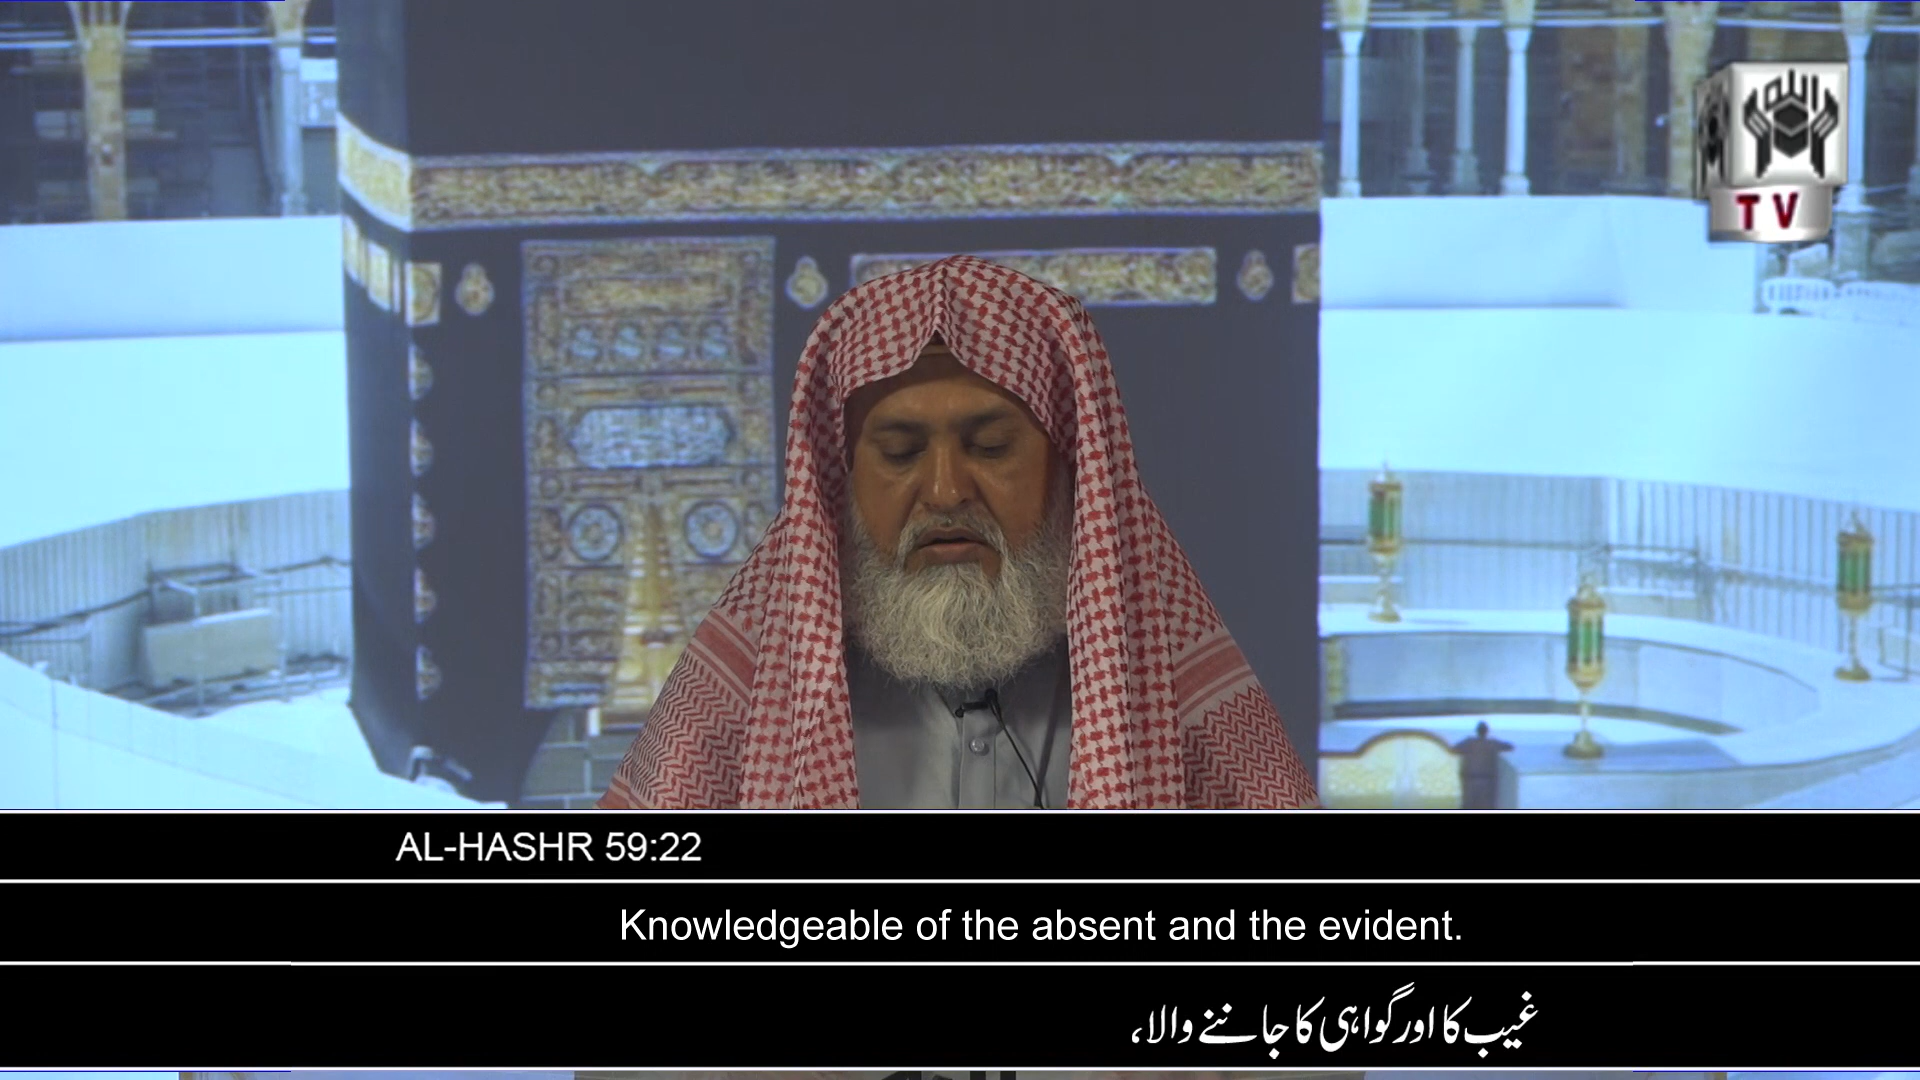 الله
TV
AL-HASHR 59:22
Knowledgeable of the absent and the evident.
غیب کا اور گواہی کا جاننے والا،